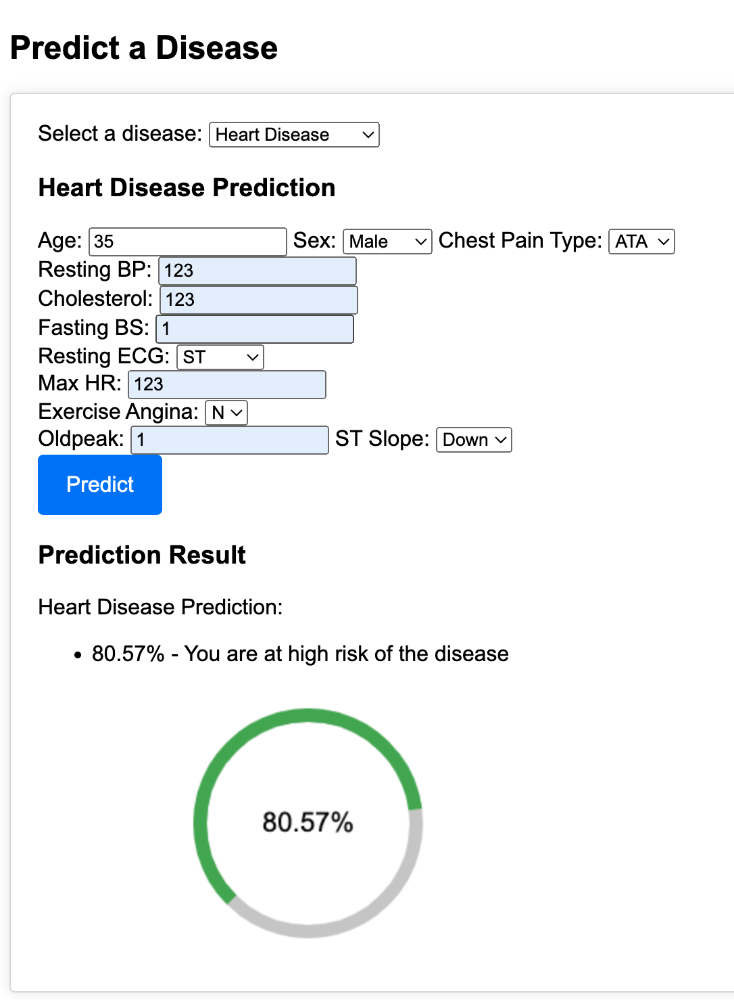 Predict a Disease
Select a disease: Heart Disease
Heart Disease Prediction
Age: 35 Sex: Male Chest Pain Type: ATA
Resting BP: 123
Cholesterol: 123
Fasting BS: 1
Resting ECG: ST
Max HR: 123
Exercise Angina: N
Oldpeak: 1 ST Slope: Down
Predict
Prediction Result
Heart Disease Prediction:
• 80.57% - You are at high risk of the disease
80.57%